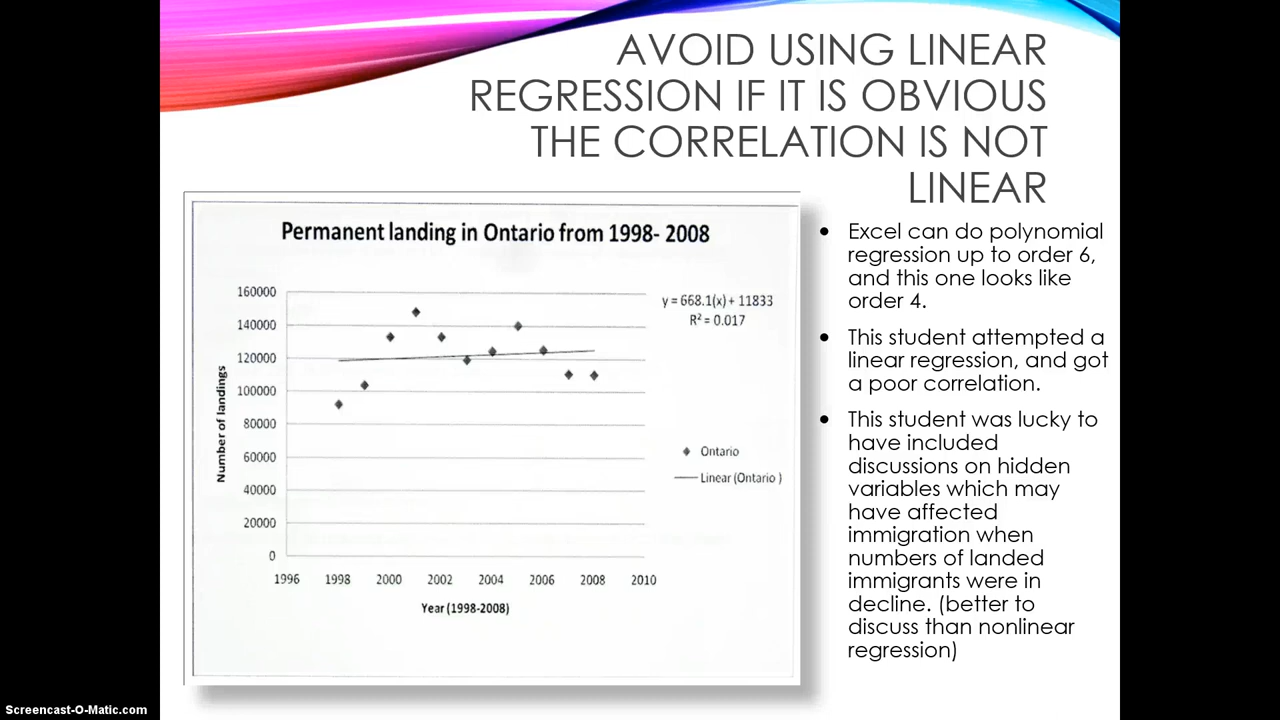 AVOID USING LINEAR
REGRESSION IF IT IS OBVIOUS
THE CORRELATION IS NOT
LINEAR
Permanent landing in Ontario from 1998- 2008
160000
140000
120000
100000
80000
60000
40000
20000
0
Number of landings
1996 1998 2000 2002 2004 2006 2008 2010
Year (1998-2008)
y = 668.1(x) + 11833
R² = 0.017
Ontario
Linear (Ontario )
• Excel can do polynomial
regression up to order 6,
and this one looks like
order 4.
• This student attempted a
linear regression, and got
a poor correlation.
• This student was lucky to
have included
discussions on hidden
variables which may
have affected
immigration when
numbers of landed
immigrants were in
decline. (better to
discuss than nonlinear
regression)
Screencast-O-Matic.com